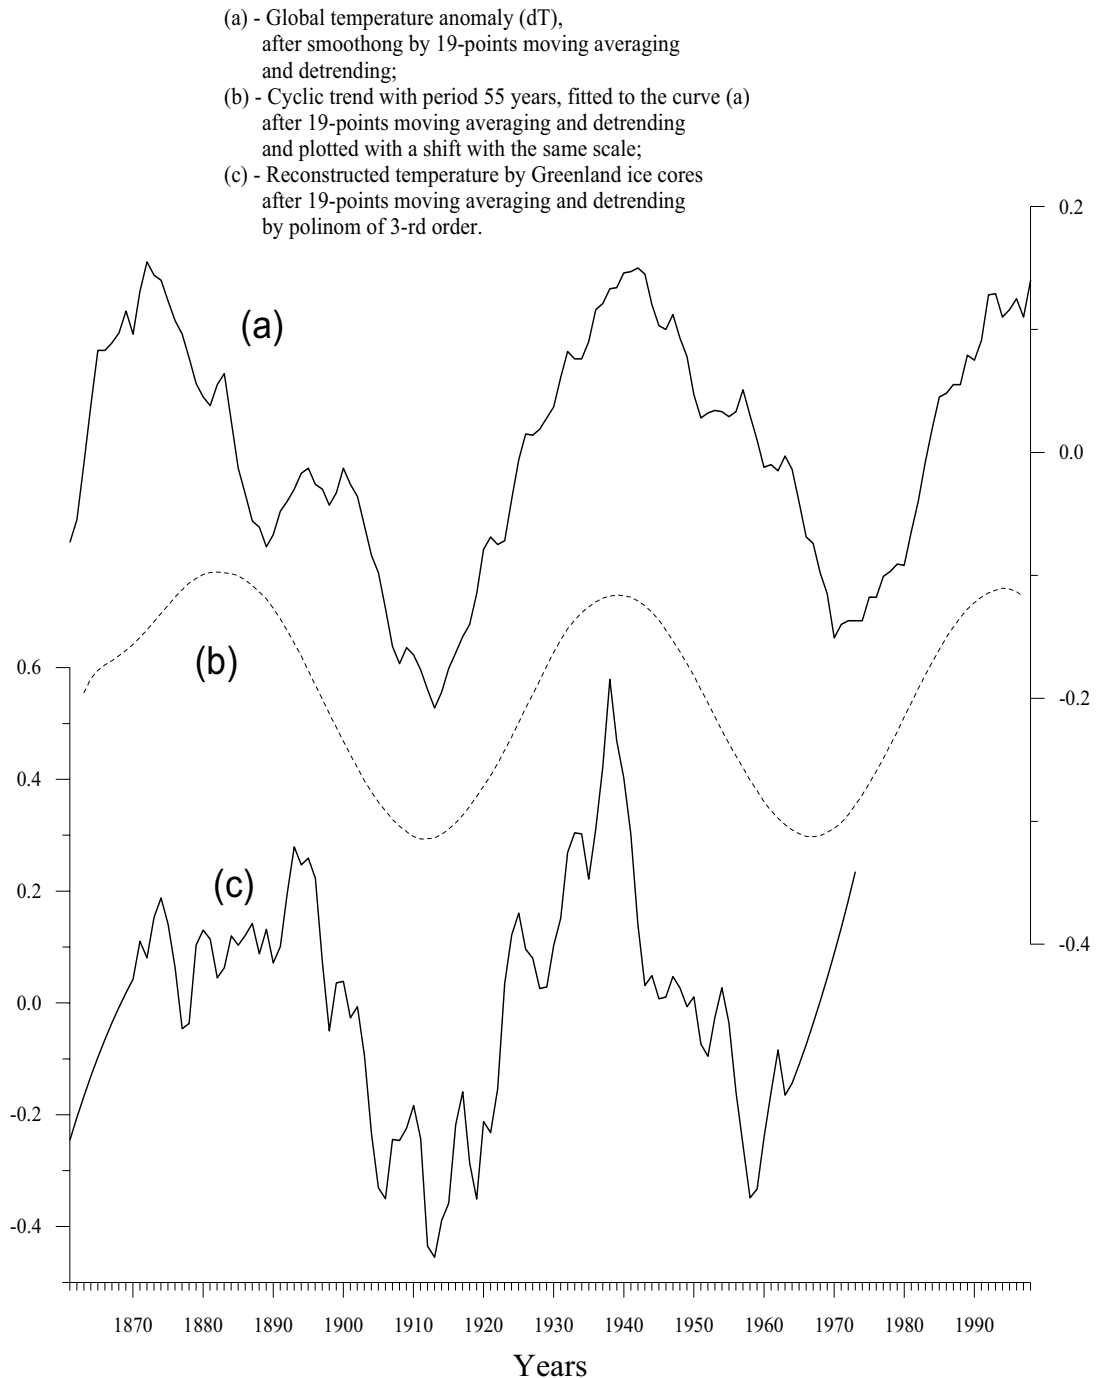 (a) - Global temperature anomaly (dT),
after smoothong by 19-points moving averaging
and detrending;
(b) - Cyclic trend with period 55 years, fitted to the curve (a)
after 19-points moving averaging and detrending
and plotted with a shift with the same scale;
(c) - Reconstructed temperature by Greenland ice cores
after 19-points moving averaging and detrending
by polinom of 3-rd order.
0.2
(a)
0.0
(b)
0.6
-0.2
0.4
(c)
0.2
-0.4
0.0
-0.2
-0.4
1870 1880 1890 1900 1910 1920 1930 1940 1950 1960 1970 1980 1990
Years